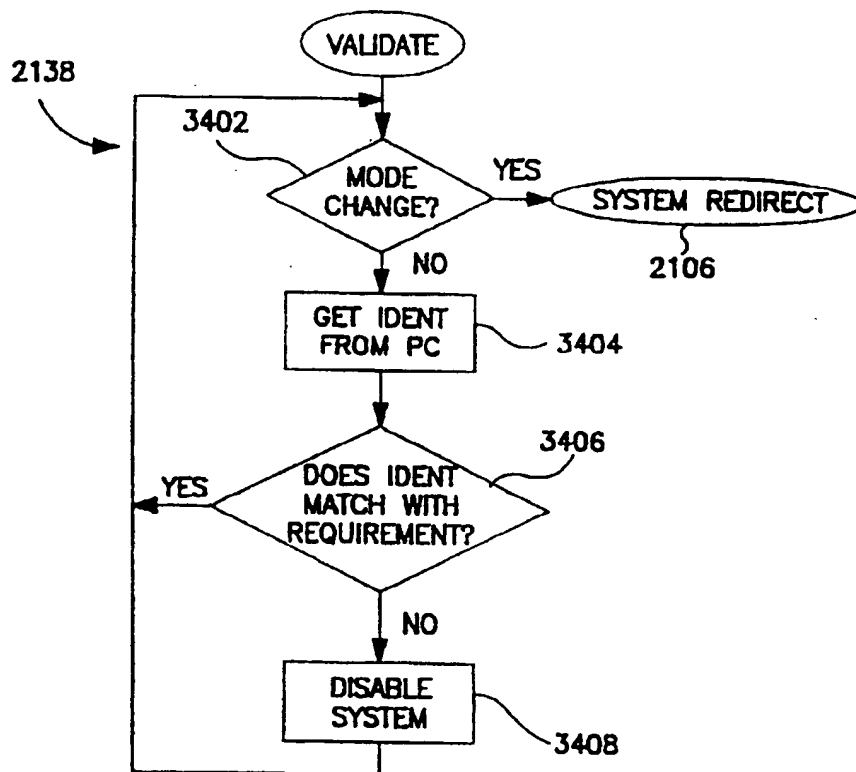 VALIDATE
2138
3402
MODE
CHANGE?
YES
SYSTEM REDIRECT
2106
NO
GET IDENT
FROM PC
3404
3406
DOES IDENT
MATCH WITH
REQUIREMENT?
YES
NO
DISABLE
SYSTEM
3408